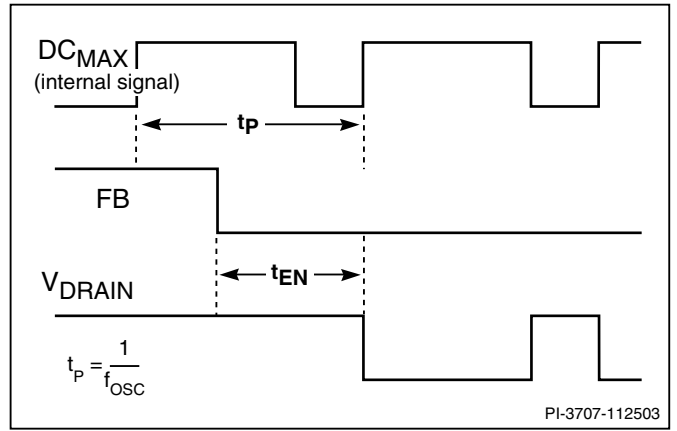 DCMAX
(internal signal)
tP
FB
tEN
VDRAIN
tP = 1/fOSC
PI-3707-112503